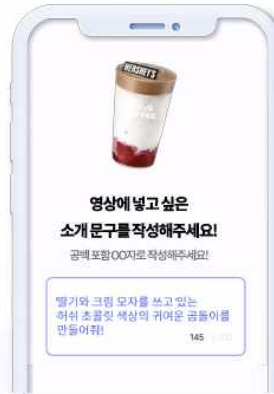 HERSHEY'S
영상에 넣고 싶은
소개 문구를 작성해주세요!
공백 포함 OO자로 작성해주세요!
"딸기와 크림 모자를 쓰고 있는
허쉬 초콜릿 색상의 귀여운 곰돌이를
만들어줘!
145